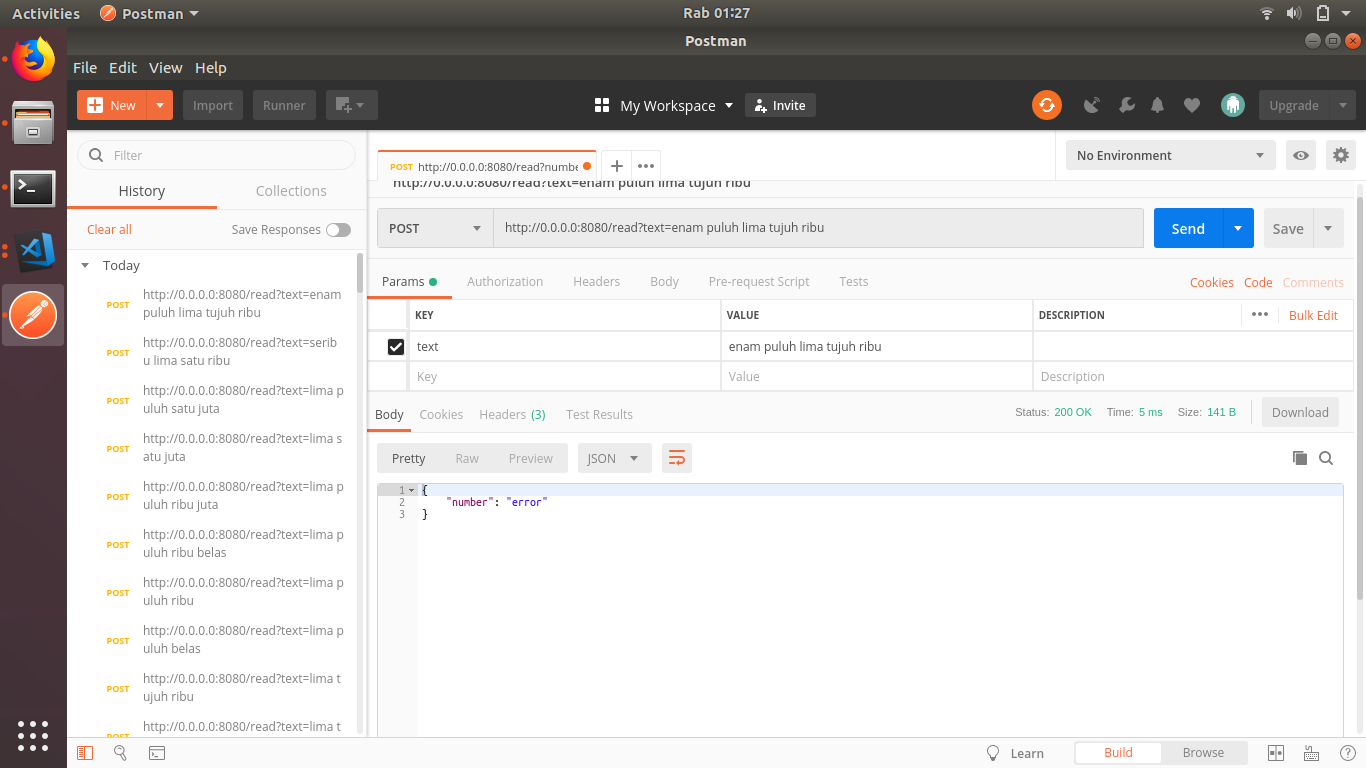 Activities
Postman
Rab 01:27
Postman
File Edit View Help
New
Import
Runner
My Workspace
Invite
Upgrade
Filter
History
Collections
Clear all
Save Responses
Today
POST
http://0.0.0.0:8080/read?text=enam
puluh lima tujuh ribu
POST
http://0.0.0.0:8080/read?text=serib
u lima satu ribu
POST
http://0.0.0.0:8080/read?text=lima p
uluh satu juta
POST
http://0.0.0.0:8080/read?text=lima s
atu juta
POST
http://0.0.0.0:8080/read?text=lima p
uluh ribu juta
POST
http://0.0.0.0:8080/read?text=lima p
uluh ribu belas
POST
http://0.0.0.0:8080/read?text=lima p
uluh ribu
POST
http://0.0.0.0:8080/read?text=lima p
uluh belas
POST
http://0.0.0.0:8080/read?text=lima t
ujuh ribu
POST
http://0.0.0.0:8080/read?text=lima t
POST http://0.0.0.0:8080/read?numbe
No Environment
http://0.0.0.0:8080/read?text=enam puluh lima tujuh ribu
POST
http://0.0.0.0:8080/read?text=enam puluh lima tujuh ribu
Send
Save
Params
Authorization
Headers
Body
Pre-request Script
Tests
Cookies
Code
Comments
KEY
VALUE
DESCRIPTION
Bulk Edit
text
enam puluh lima tujuh ribu
Key
Value
Description
Body
Cookies
Headers (3)
Test Results
Status: 200 OK
Time: 5 ms
Size: 141 B
Download
Pretty
Raw
Preview
JSON
1 {
2 "number": "error"
3 }
Learn
Build
Browse